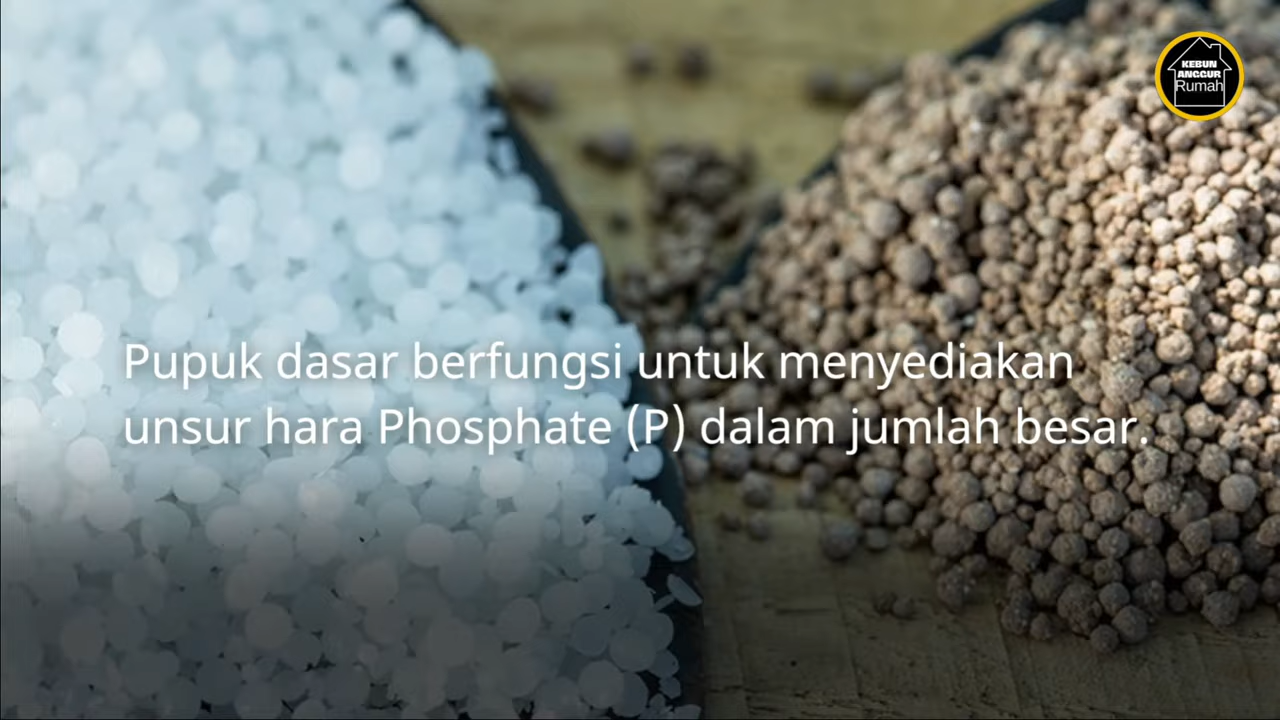 KEBUN
ANGGUR
Rumah
Pupuk dasar berfungsi untuk menyediakan
unsur hara Phosphate (P) dalam jumlah besar.